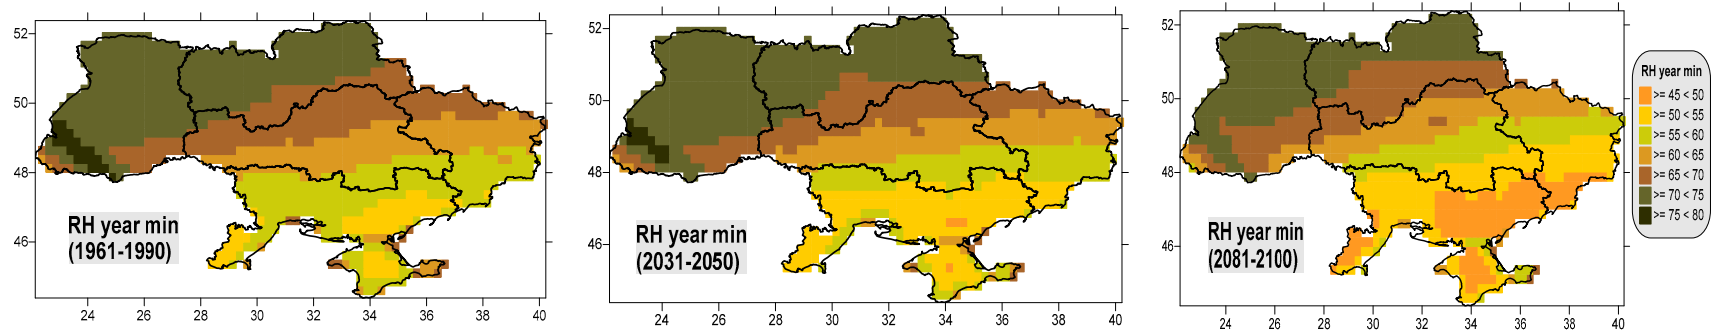 52
50
48
46
24 26 28 30 32 34 36 38 40
RH year min
(1961-1990)
52
50
48
46
24 26 28 30 32 34 36 38 40
RH year min
(2031-2050)
52
50
48
46
24 26 28 30 32 34 36 38 40
RH year min
(2081-2100)
RH year min
>= 45 < 50
>= 50 < 55
>= 55 < 60
>= 60 < 65
>= 65 < 70
>= 70 < 75
>= 75 < 80